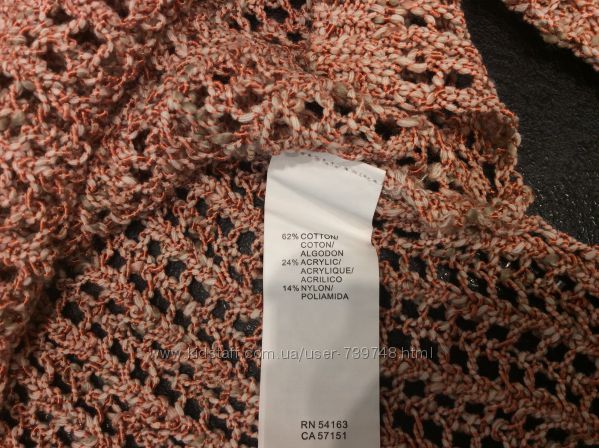 62% COTTON/
COTON/
ALGODON
24% ACRYLIC/
ACRYLIQUE/
ACRILICO
14% NYLON/
POLIAMIDA
www.kidstaff.com.ua/user-739748.html
RN 54163
CA 57151